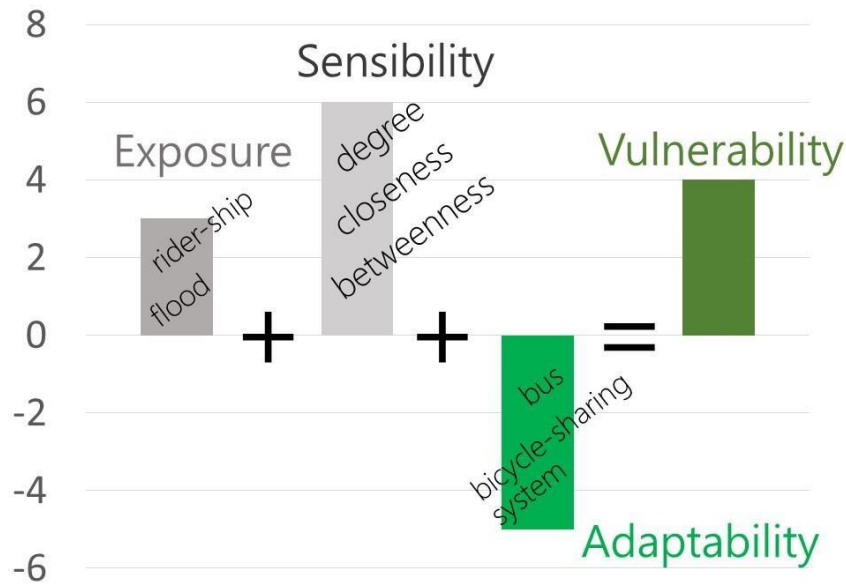 8
6
4
2
0
-2
-4
-6
Sensibility
Exposure
Vulnerability
rider-ship
flood
degree
closeness
betweenness
+
+
=
bus
bicycle-sharing
system
Adaptability